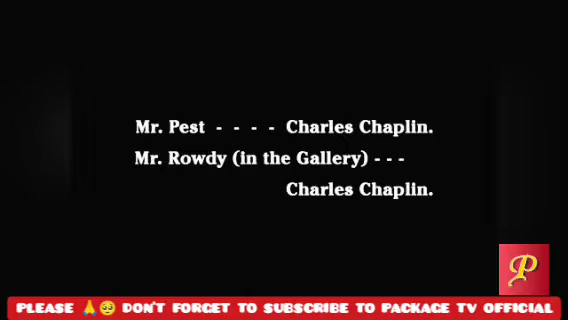 Mr. Pest - - - - Charles Chaplin.
Mr. Rowdy (in the Gallery) - - -
Charles Chaplin.
P
PLEASE 🙏🥺 DON'T FORGET TO SUBSCRIBE TO PACKAGE TV OFFICIAL